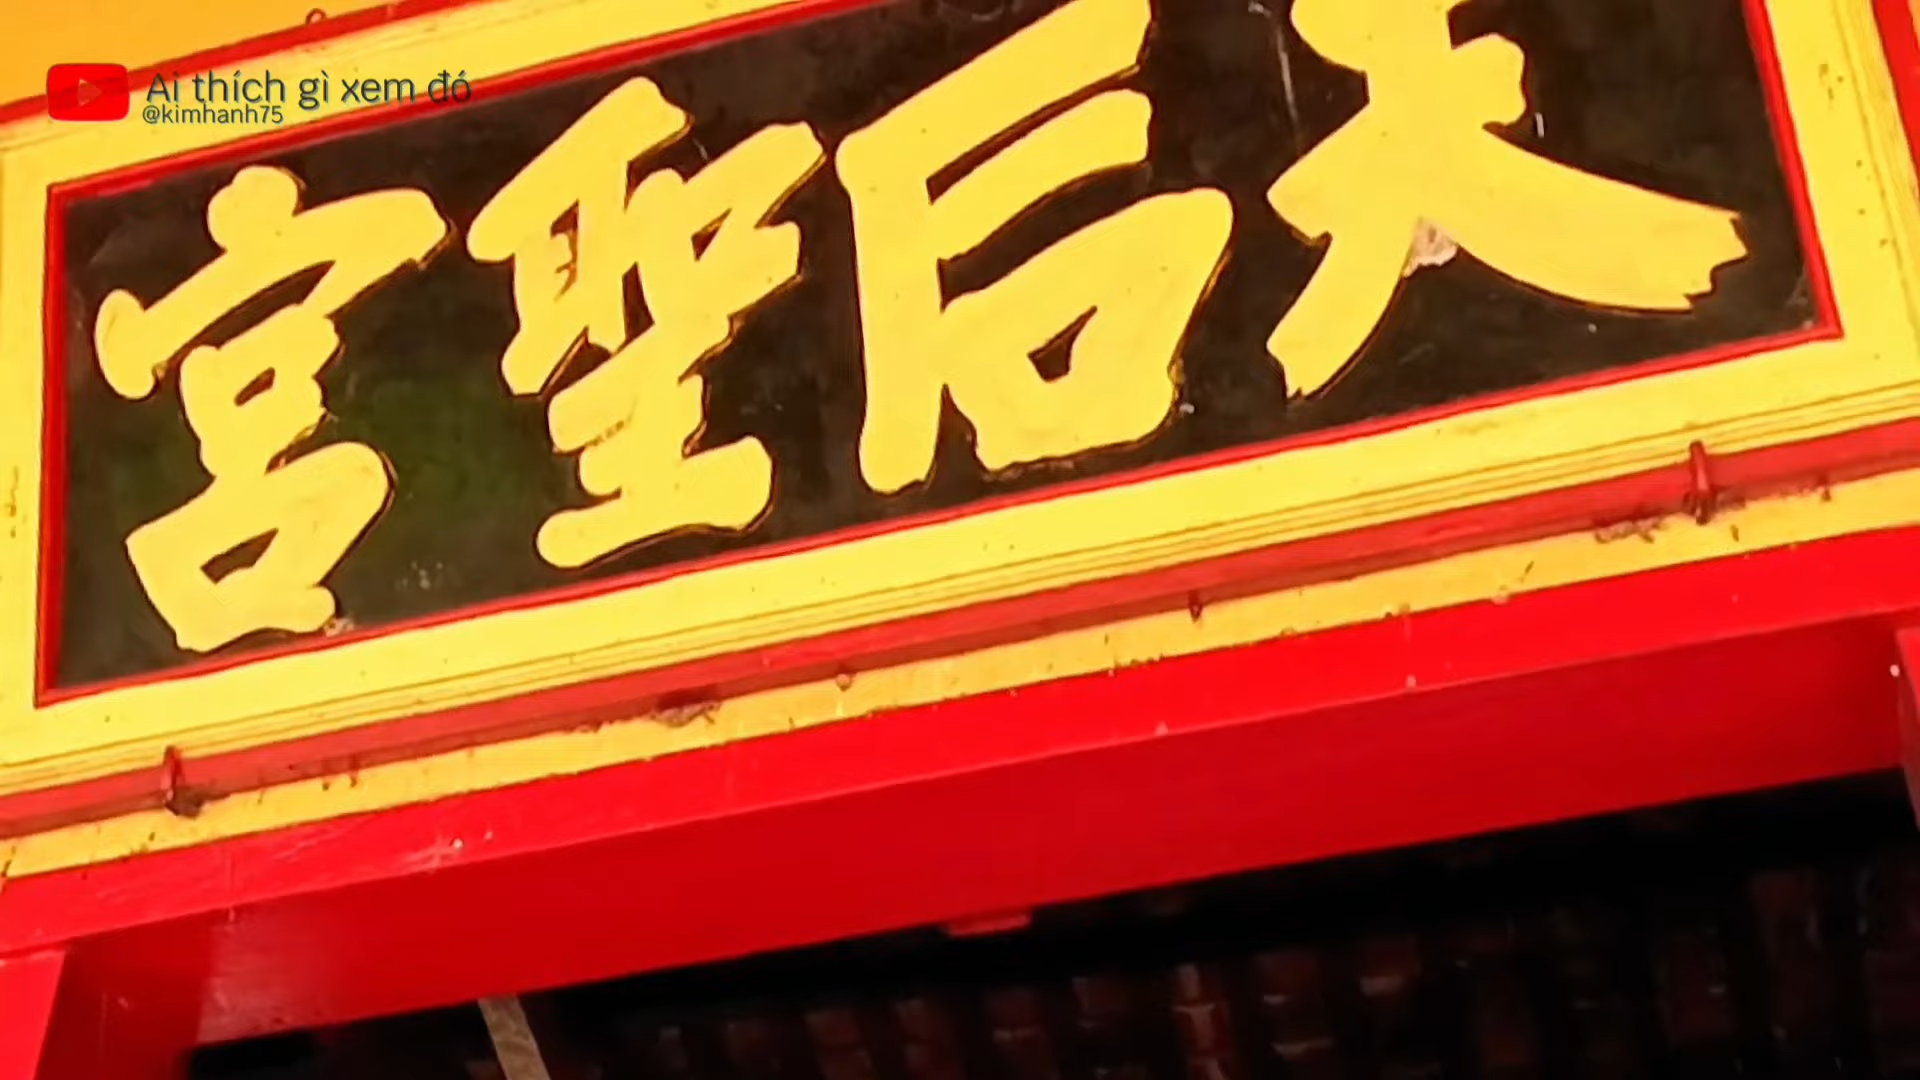 Ai thích gì xem đó
@kimhanh75
天后聖宮